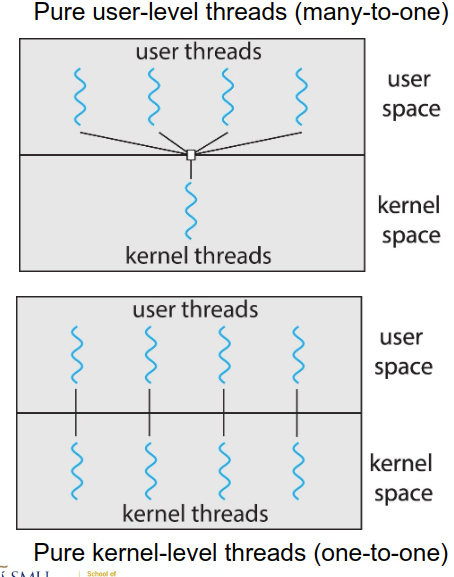 Pure user-level threads (many-to-one)
user threads
user
space
kernel
space
kernel threads
user threads
user
space
kernel
space
kernel threads
Pure kernel-level threads (one-to-one)
SMU
School of